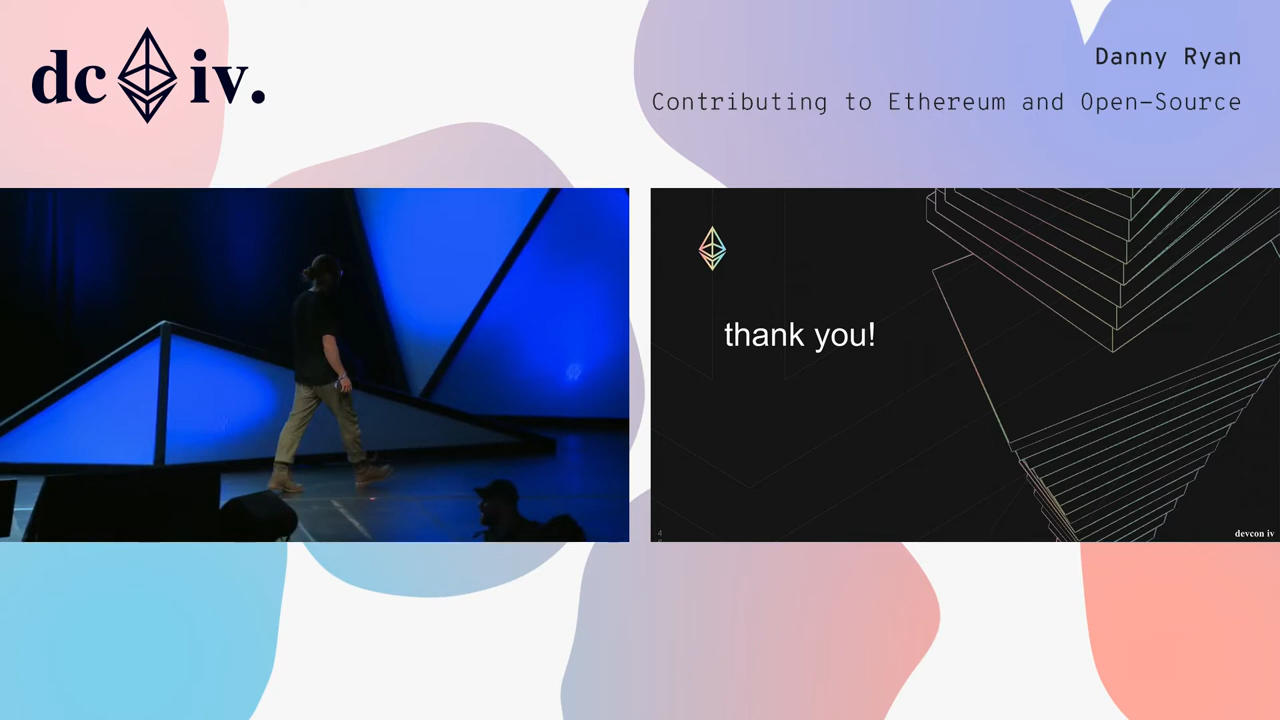 dc iv.
Danny Ryan
Contributing to Ethereum and Open-Source
thank you!
devcon iv